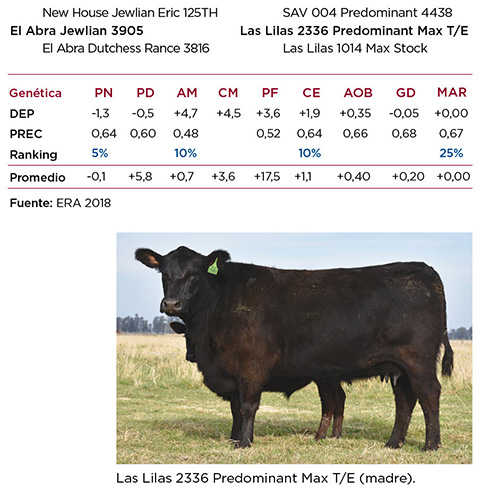 New House Jewlian Eric 125TH
El Abra Jewlian 3905
El Abra Dutchess Rance 3816
SAV 004 Predominant 4438
Las Lilas 2336 Predominant Max T/E
Las Lilas 1014 Max Stock
Genética PN PD AM CM PF CE AOB GD MAR
DEP -1,3 -0,5 +4,7 +4,5 +3,6 +1,9 +0,35 -0,05 +0,00
PREC 0,64 0,60 0,48 0,52 0,64 0,66 0,68 0,67
Ranking 5% 10% 10% 25%
Promedio -0,1 +5,8 +0,7 +3,6 +17,5 +1,1 +0,40 +0,20 +0,00
Fuente: ERA 2018
Las Lilas 2336 Predominant Max T/E (madre).